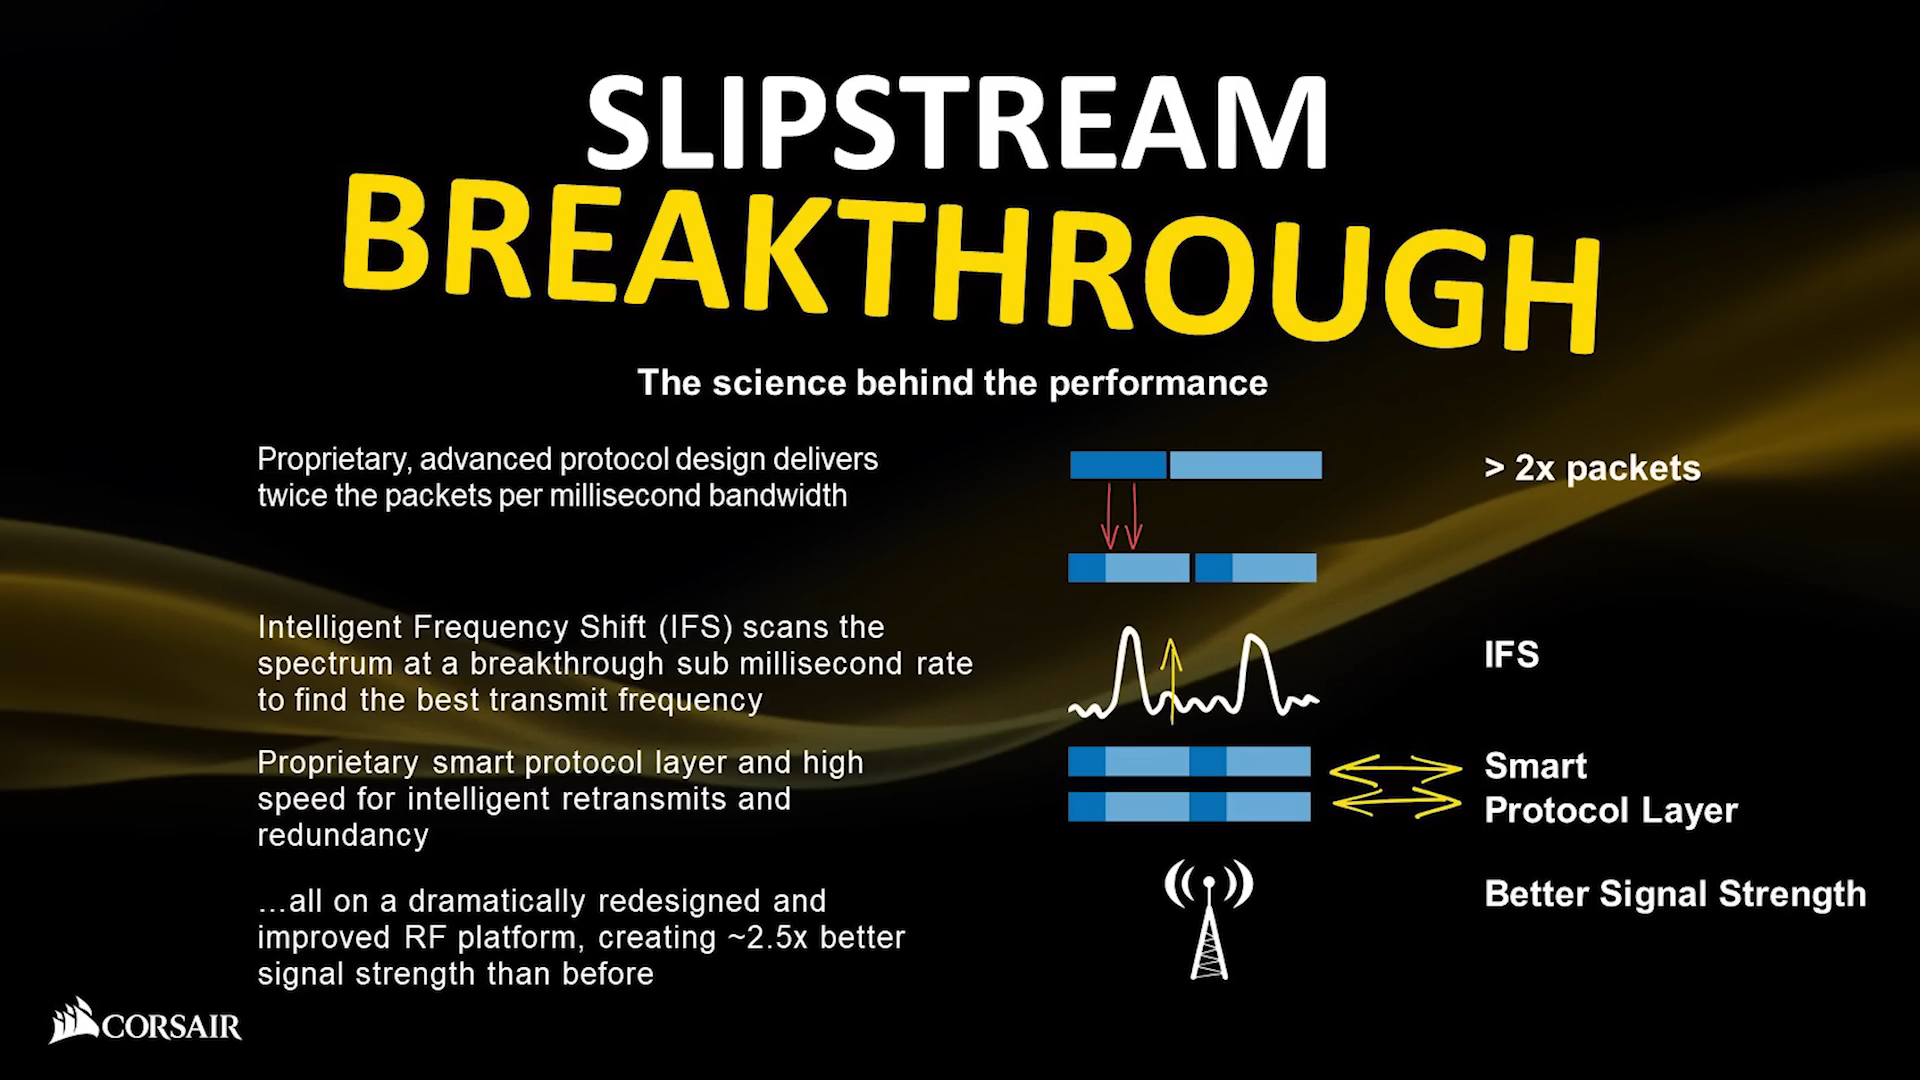 SLIPSTREAM
BREAKTHROUGH
The science behind the performance
Proprietary, advanced protocol design delivers
twice the packets per millisecond bandwidth
> 2x packets
Intelligent Frequency Shift (IFS) scans the
spectrum at a breakthrough sub millisecond rate
to find the best transmit frequency
IFS
Proprietary smart protocol layer and high
speed for intelligent retransmits and
redundancy
Smart
Protocol Layer
...all on a dramatically redesigned and
improved RF platform, creating ~2.5x better
signal strength than before
Better Signal Strength
CORSAIR